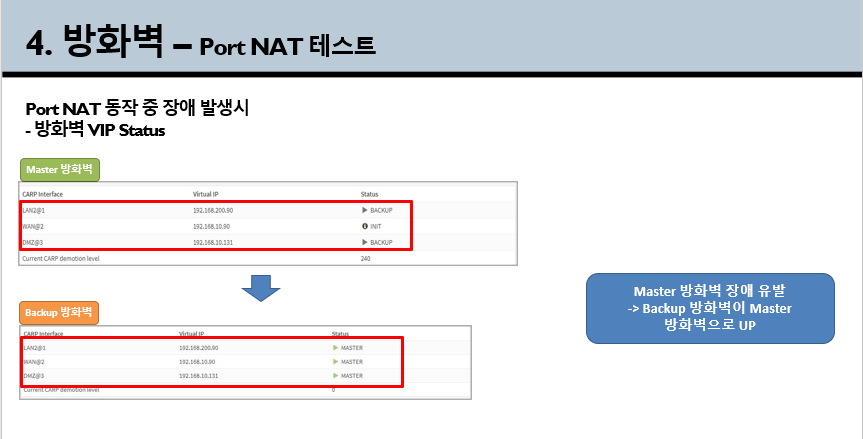 4. 방화벽 – Port NAT 테스트
Port NAT 동작 중 장애 발생시
- 방화벽 VIP Status
Master 방화벽
CARP Interface Virtual IP Status
LAN2@1 192.168.200.90 BACKUP
WAN@2 192.168.10.90 INIT
DMZ@3 192.168.10.131 BACKUP
Current CARP demotion level 240
Backup 방화벽
CARP Interface Virtual IP Status
LAN2@1 192.168.200.90 MASTER
WAN@2 192.168.10.90 MASTER
DMZ@3 192.168.10.131 MASTER
Current CARP demotion level 0
Master 방화벽 장애 유발
-> Backup 방화벽이 Master
방화벽으로 UP